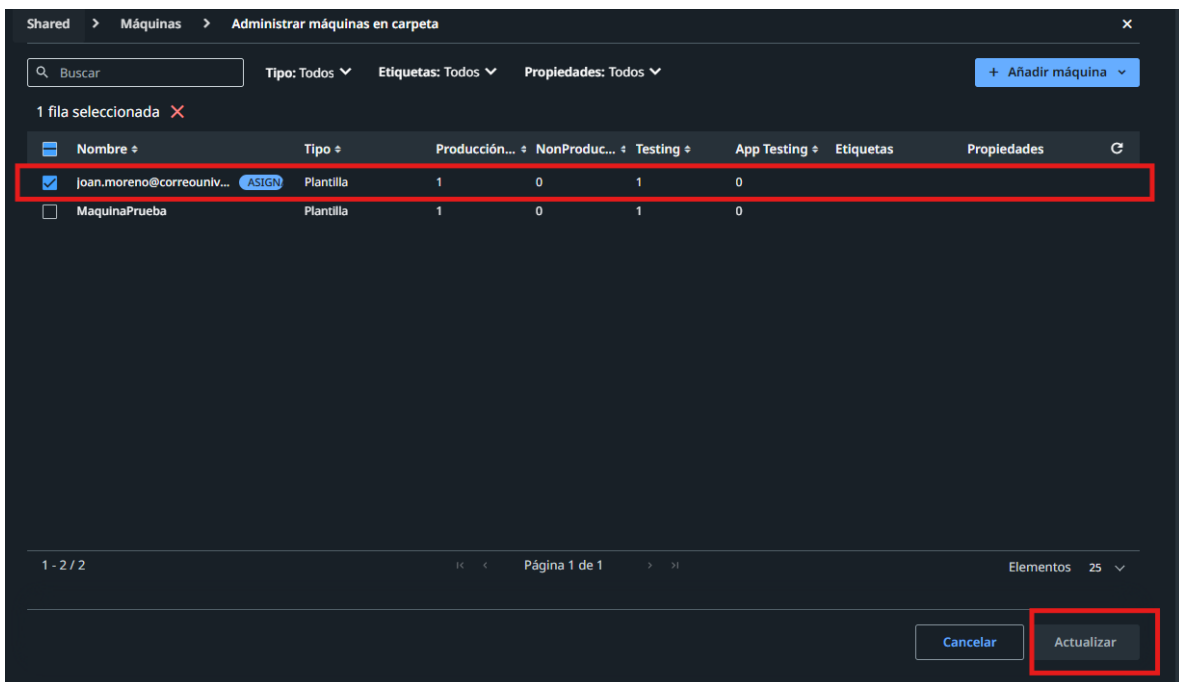 Shared > Máquinas > Administrar máquinas en carpeta ×
Buscar Tipo: Todos Etiquetas: Todos Propiedades: Todos + Añadir máquina
1 fila seleccionada
Nombre Tipo Producción... NonProduc... Testing App Testing Etiquetas Propiedades
joan.moreno@correouniv... ASIGN Plantilla 1 0 1 0
MaquinaPrueba Plantilla 1 0 1 0
1 - 2 / 2 Página 1 de 1 Elementos 25
Cancelar Actualizar